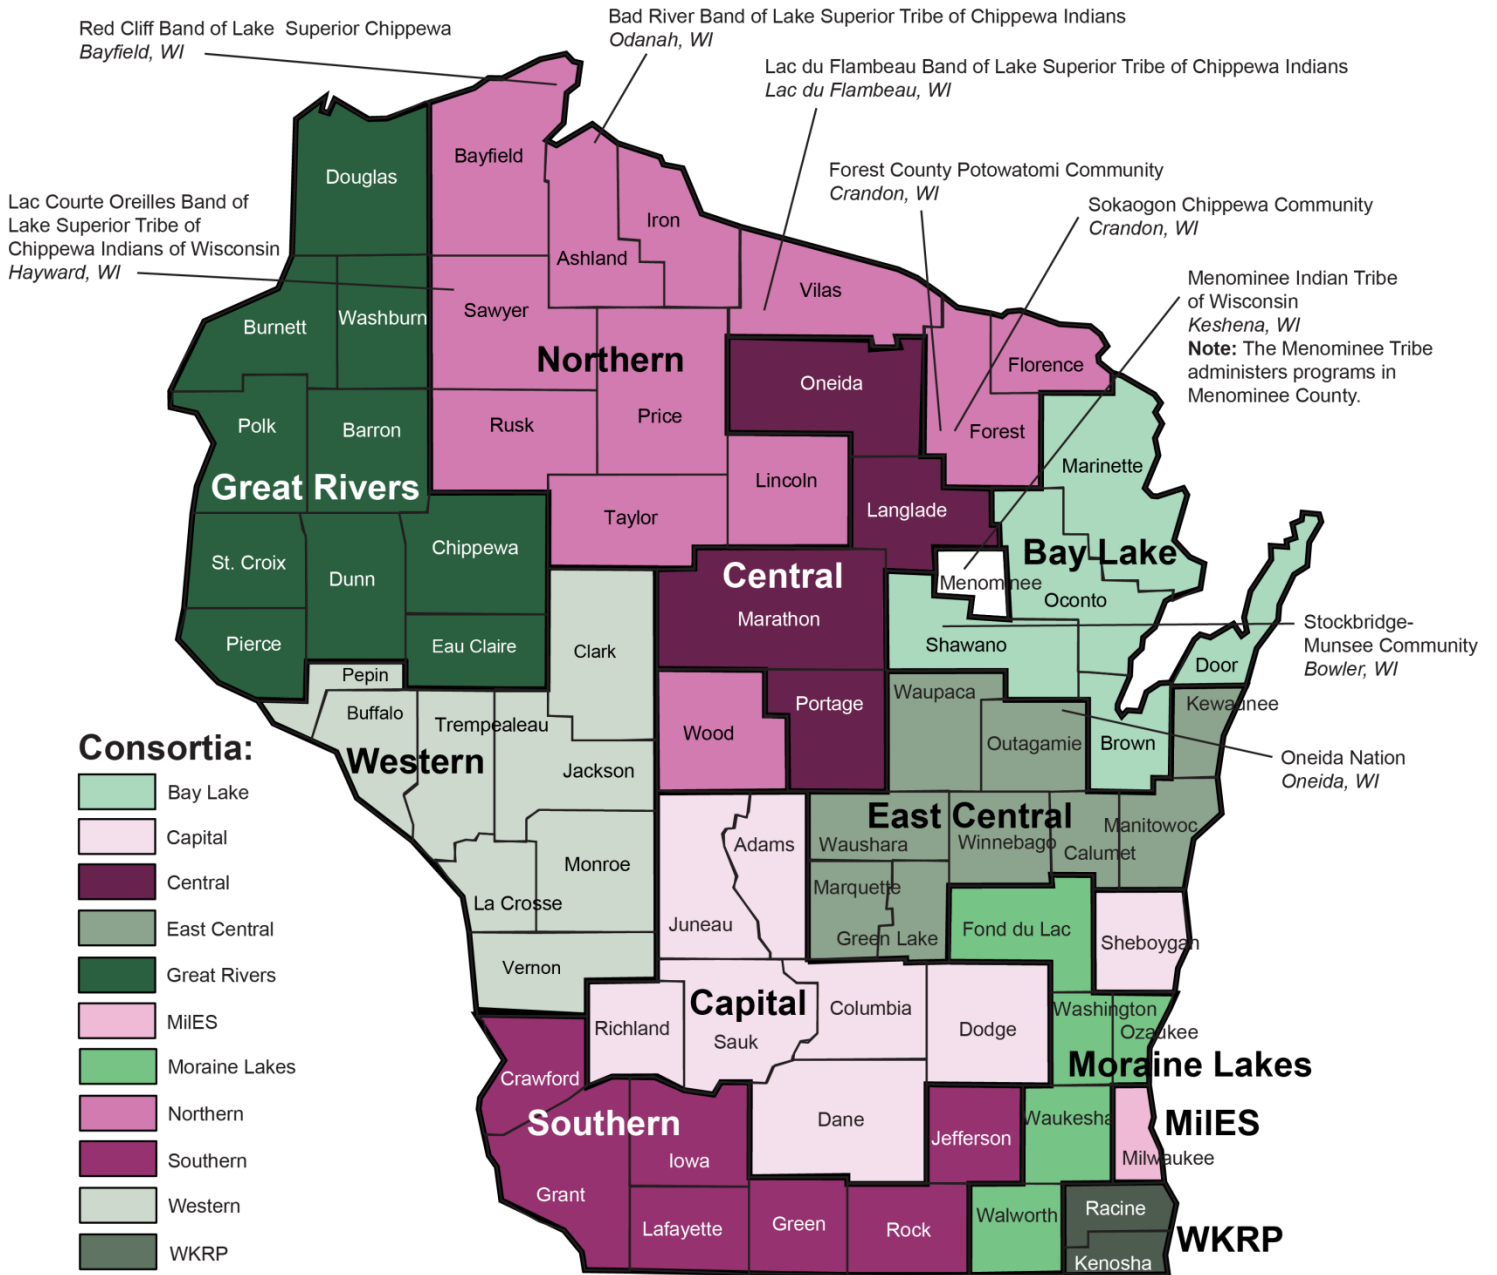 Red Cliff Band of Lake  Superior Chippewa
Bayfield, WI
Bad River Band of Lake Superior Tribe of Chippewa Indians
Odanah, WI
Lac du Flambeau Band of Lake Superior Tribe of Chippewa Indians
Lac du Flambeau, WI
Forest County Potowatomi Community
Crandon, WI
Sokaogon Chippewa Community
Crandon, WI
Lac Courte Oreilles Band of
Lake Superior Tribe of
Chippewa Indians of Wisconsin
Hayward, WI
Menominee Indian Tribe
of Wisconsin
Keshena, WI
Note: The Menominee Tribe
administers programs in
Menominee County.
Stockbridge-
Munsee Community
Bowler, WI
Oneida Nation
Oneida, WI
Douglas
Bayfield
Iron
Ashland
Vilas
Burnett
Washburn
Sawyer
Northern
Florence
Oneida
Polk
Barron
Rusk
Price
Forest
Great Rivers
Lincoln
Marinette
Taylor
Langlade
Chippewa
St. Croix
Dunn
Central
Bay Lake
Menominee
Oconto
Marathon
Pierce
Eau Claire
Clark
Shawano
Door
Pepin
Buffalo
Trempealeau
Waupaca
Portage
Kewaunee
Wood
Outagamie
Brown
Western
Jackson
East Central
Manitowoc
Adams
Waushara
Winnebago
Calumet
Monroe
Marquette
La Crosse
Juneau
Green Lake
Fond du Lac
Sheboygan
Vernon
Capital
Columbia
Washington
Richland
Sauk
Dodge
Ozaukee
Moraine Lakes
Crawford
Southern
Dane
Jefferson
Waukesha
MilES
Iowa
Milwaukee
Grant
Lafayette
Green
Rock
Walworth
Racine
WKRP
Kenosha
Consortia:
Bay Lake
Capital
Central
East Central
Great Rivers
MilES
Moraine Lakes
Northern
Southern
Western
WKRP